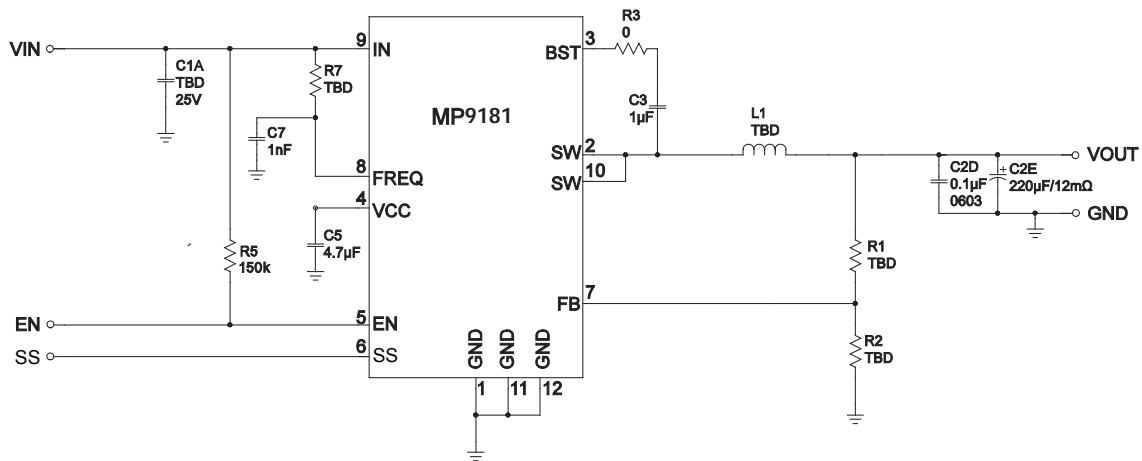 VIN
C1A
TBD
25V
R7
TBD
C7
1nF
R5
150k
C5
4.7µF
EN
SS
9
IN
8
FREQ
4
VCC
5
EN
6
SS
MP9181
GND
GND
GND
1
11
12
3
BST
2
SW
10
SW
7
FB
R3
0
C3
1µF
L1
TBD
C2D
0.1µF
0603
+
C2E
220µF/12mΩ
VOUT
GND
R1
TBD
R2
TBD